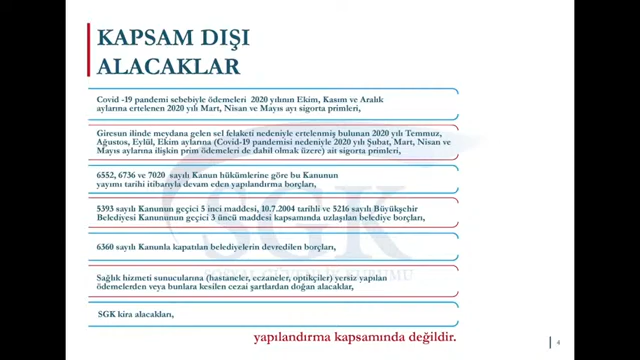 KAPSAM DIŞI
ALACAKLAR
Covid -19 pandemi sebebiyle ödemeleri 2020 yılının Ekim, Kasım ve Aralık
aylarına ertelenen 2020 yılı Mart, Nisan ve Mayıs ayı sigorta primleri,
Giresun ilinde meydana gelen sel felaketi nedeniyle ertelenmiş bulunan 2020 yılı Temmuz,
Ağustos, Eylül, Ekim aylarına (Covid-19 pandemisi nedeniyle 2020 yılı Şubat, Mart, Nisan ve
Mayıs aylarına ilişkin prim ödemeleri de dahil olmak üzere) ait sigorta primleri,
6552, 6736 ve 7020 sayılı Kanun hükümlerine göre bu Kanunun
yayımı tarihi itibarıyla devam eden yapılandırma borçları,
5393 sayılı Kanunun geçici 5 inci maddesi, 10.7.2004 tarihli ve 5216 sayılı Büyükşehir
Belediyesi Kanununun geçici 3 üncü maddesi kapsamında uzlaşılan belediye borçları,
6360 sayılı Kanunla kapatılan belediyelerin devredilen borçları,
Sağlık hizmeti sunucularına (hastaneler, eczaneler, optikçiler) yersiz yapılan
ödemelerden veya bunlara kesilen cezai şartlardan doğan alacaklar,
SGK kira alacakları,
yapılandırma kapsamında değildir.
4
SGK
SOSYAL GÜVENLİK KURUMU